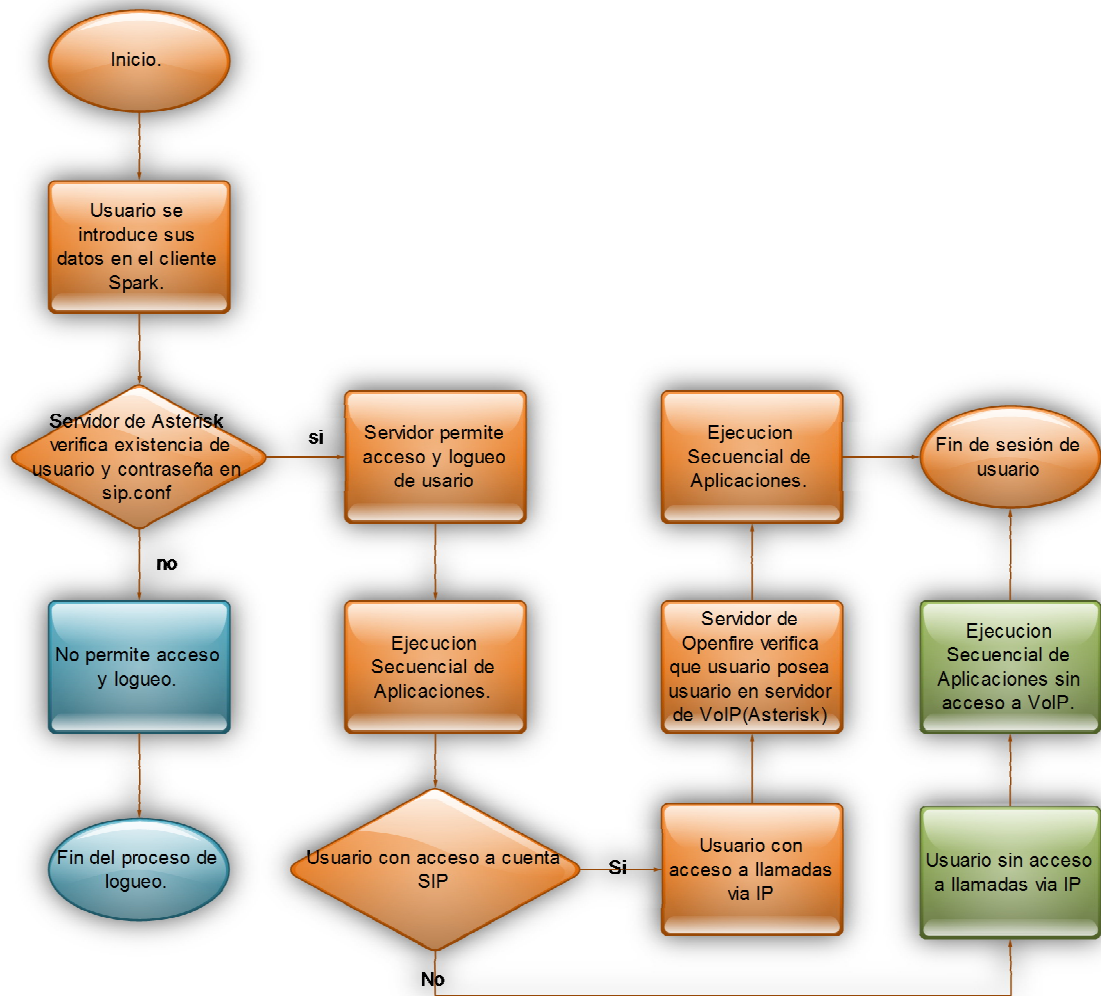 Inicio.
Usuario se
introduce sus
datos en el cliente
Spark.
Servidor de Asterisk
verifica existencia de
usuario y contraseña en
sip.conf
si
no
Servidor permite
acceso y logueo
de usario
No permite acceso
y logueo.
Fin del proceso de
logueo.
Ejecucion
Secuencial de
Aplicaciones.
Usuario con acceso a cuenta
SIP
Si
No
Usuario con
acceso a llamadas
via IP
Servidor de
Openfire verifica
que usuario posea
usuario en servidor
de VoIP(Asterisk)
Ejecucion
Secuencial de
Aplicaciones.
Fin de sesión de
usuario
Ejecucion
Secuencial de
Aplicaciones sin
acceso a VoIP.
Usuario sin acceso
a llamadas via IP